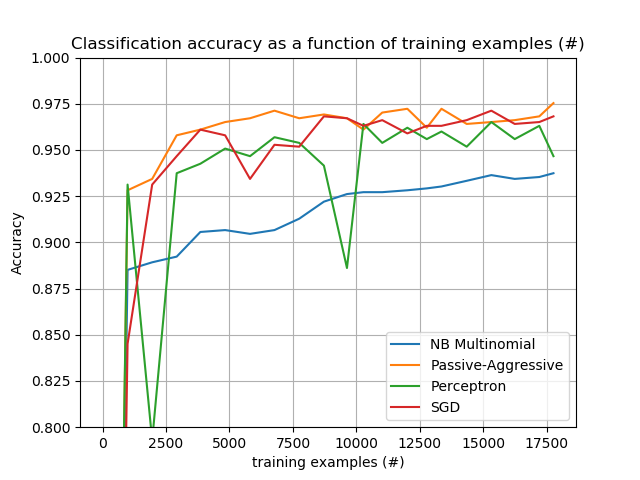 Classification accuracy as a function of training examples (#)
1.000
0.975
0.950
0.925
0.900
0.875
0.850
0.825
0.800
Accuracy
NB Multinomial
Passive-Aggressive
Perceptron
SGD
0 2500 5000 7500 10000 12500 15000 17500
training examples (#)